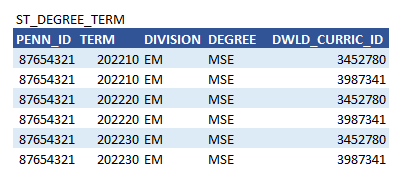 ST_DEGREE_TERM
PENN_ID TERM DIVISION DEGREE DWLD_CURRIC_ID
87654321 202210 EM MSE 3452780
87654321 202210 EM MSE 3987341
87654321 202220 EM MSE 3452780
87654321 202220 EM MSE 3987341
87654321 202230 EM MSE 3452780
87654321 202230 EM MSE 3987341